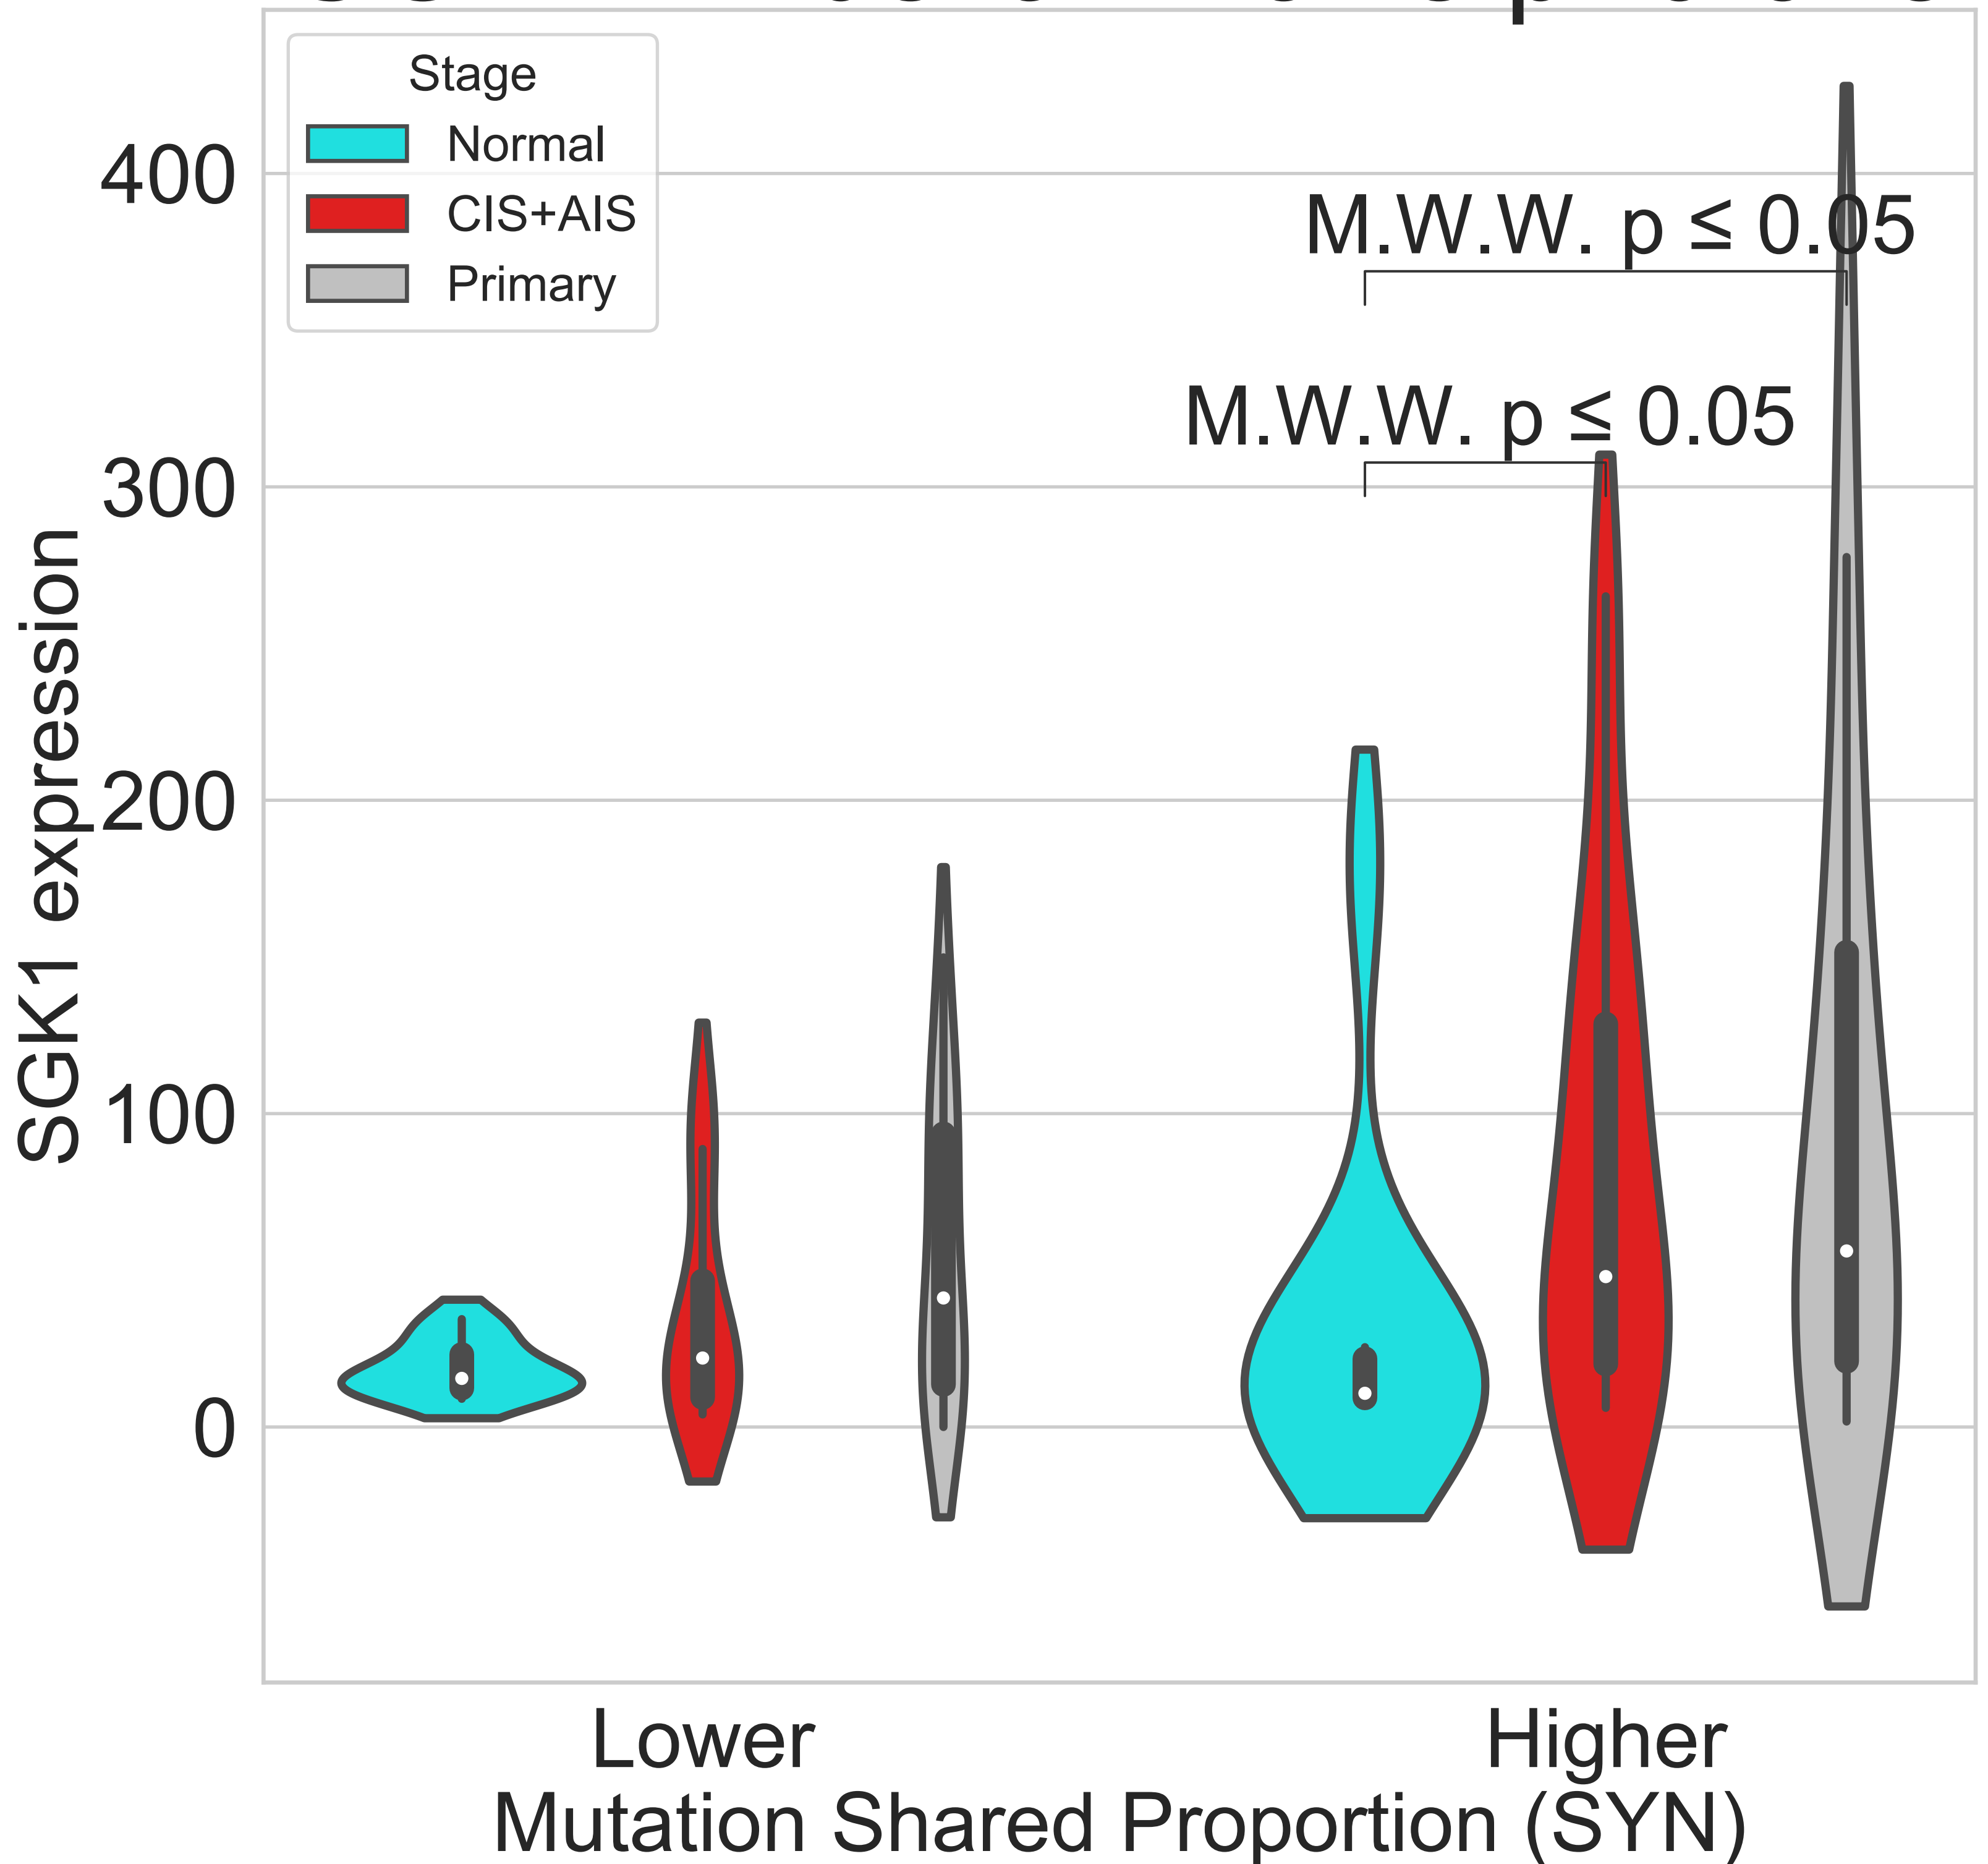 Stage
Normal
CIS+AIS
Primary
M.W.W. p ≤ 0.05
M.W.W. p ≤ 0.05
400
300
200
100
0
SGK1 expression
Lower
Higher
Mutation Shared Proportion (SYN)